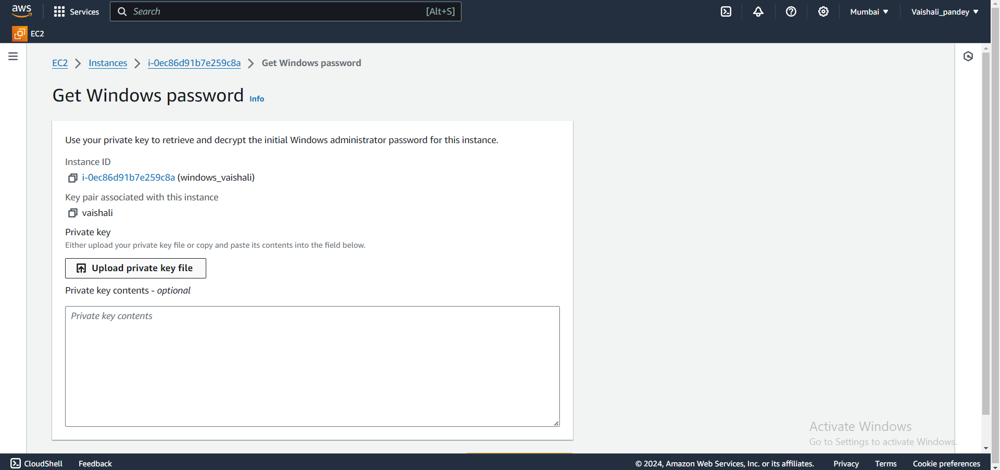 aws
Services
Search [Alt+S]
Mumbai
Vaishali_pandey
EC2
EC2 Instances i-0ec86d91b7e259c8a Get Windows password
Get Windows password Info
Use your private key to retrieve and decrypt the initial Windows administrator password for this instance.
Instance ID
i-0ec86d91b7e259c8a (windows_vaishali)
Key pair associated with this instance
vaishali
Private key
Either upload your private key file or copy and paste its contents into the field below.
Upload private key file
Private key contents - optional
Private key contents
Activate Windows
Go to Settings to activate Windows.
CloudShell Feedback © 2024, Amazon Web Services, Inc. or its affiliates. Privacy Terms Cookie preferences